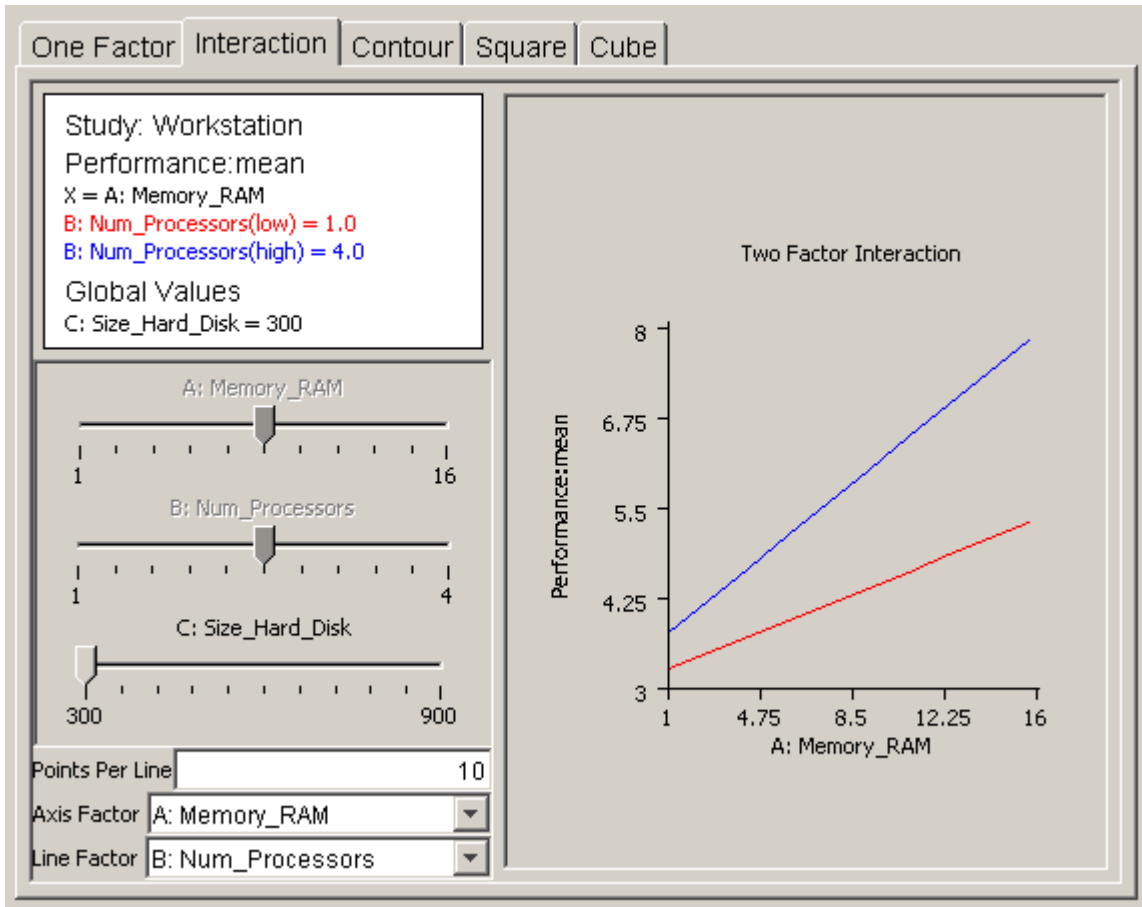 One Factor Interaction Contour Square Cube
Study: Workstation
Performance:mean
X = A: Memory_RAM
B: Num_Processors(low) = 1.0
B: Num_Processors(high) = 4.0
Global Values
C: Size_Hard_Disk = 300
A: Memory_RAM
1 16
B: Num_Processors
1 4
C: Size_Hard_Disk
300 900
Points Per Line 10
Axis Factor A: Memory_RAM
Line Factor B: Num_Processors
Two Factor Interaction
Performance:mean
8
6.75
5.5
4.25
3
1 4.75 8.5 12.25 16
A: Memory_RAM